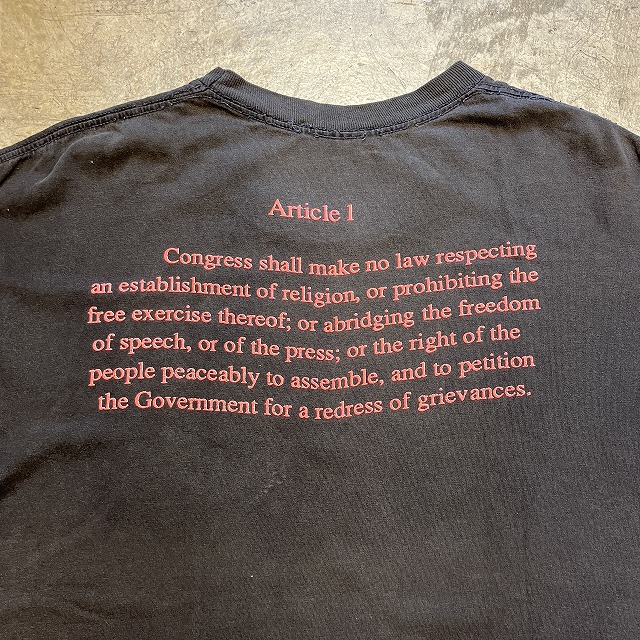 Article 1
Congress shall make no law respecting
an establishment of religion, or prohibiting the
free exercise thereof; or abridging the freedom
of speech, or of the press; or the right of the
people peaceably to assemble, and to petition
the Government for a redress of grievances.